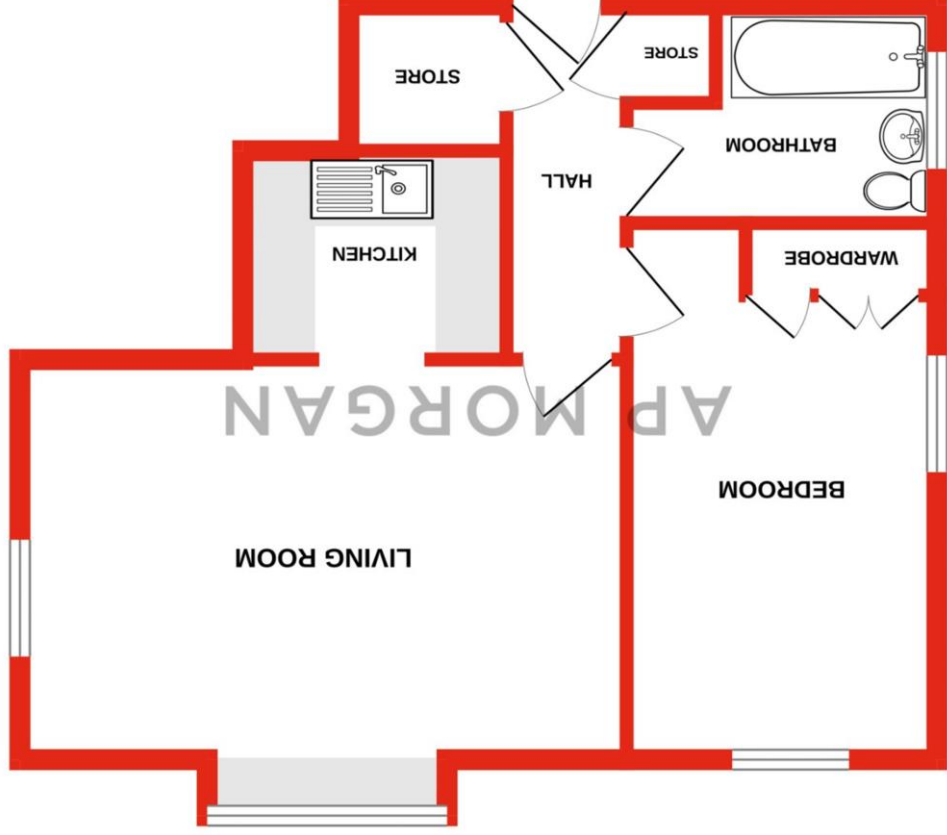 LIVING ROOM
BEDROOM
AP MORGAN
WARDROBE
KITCHEN
HALL
BATHROOM
STORE
STORE